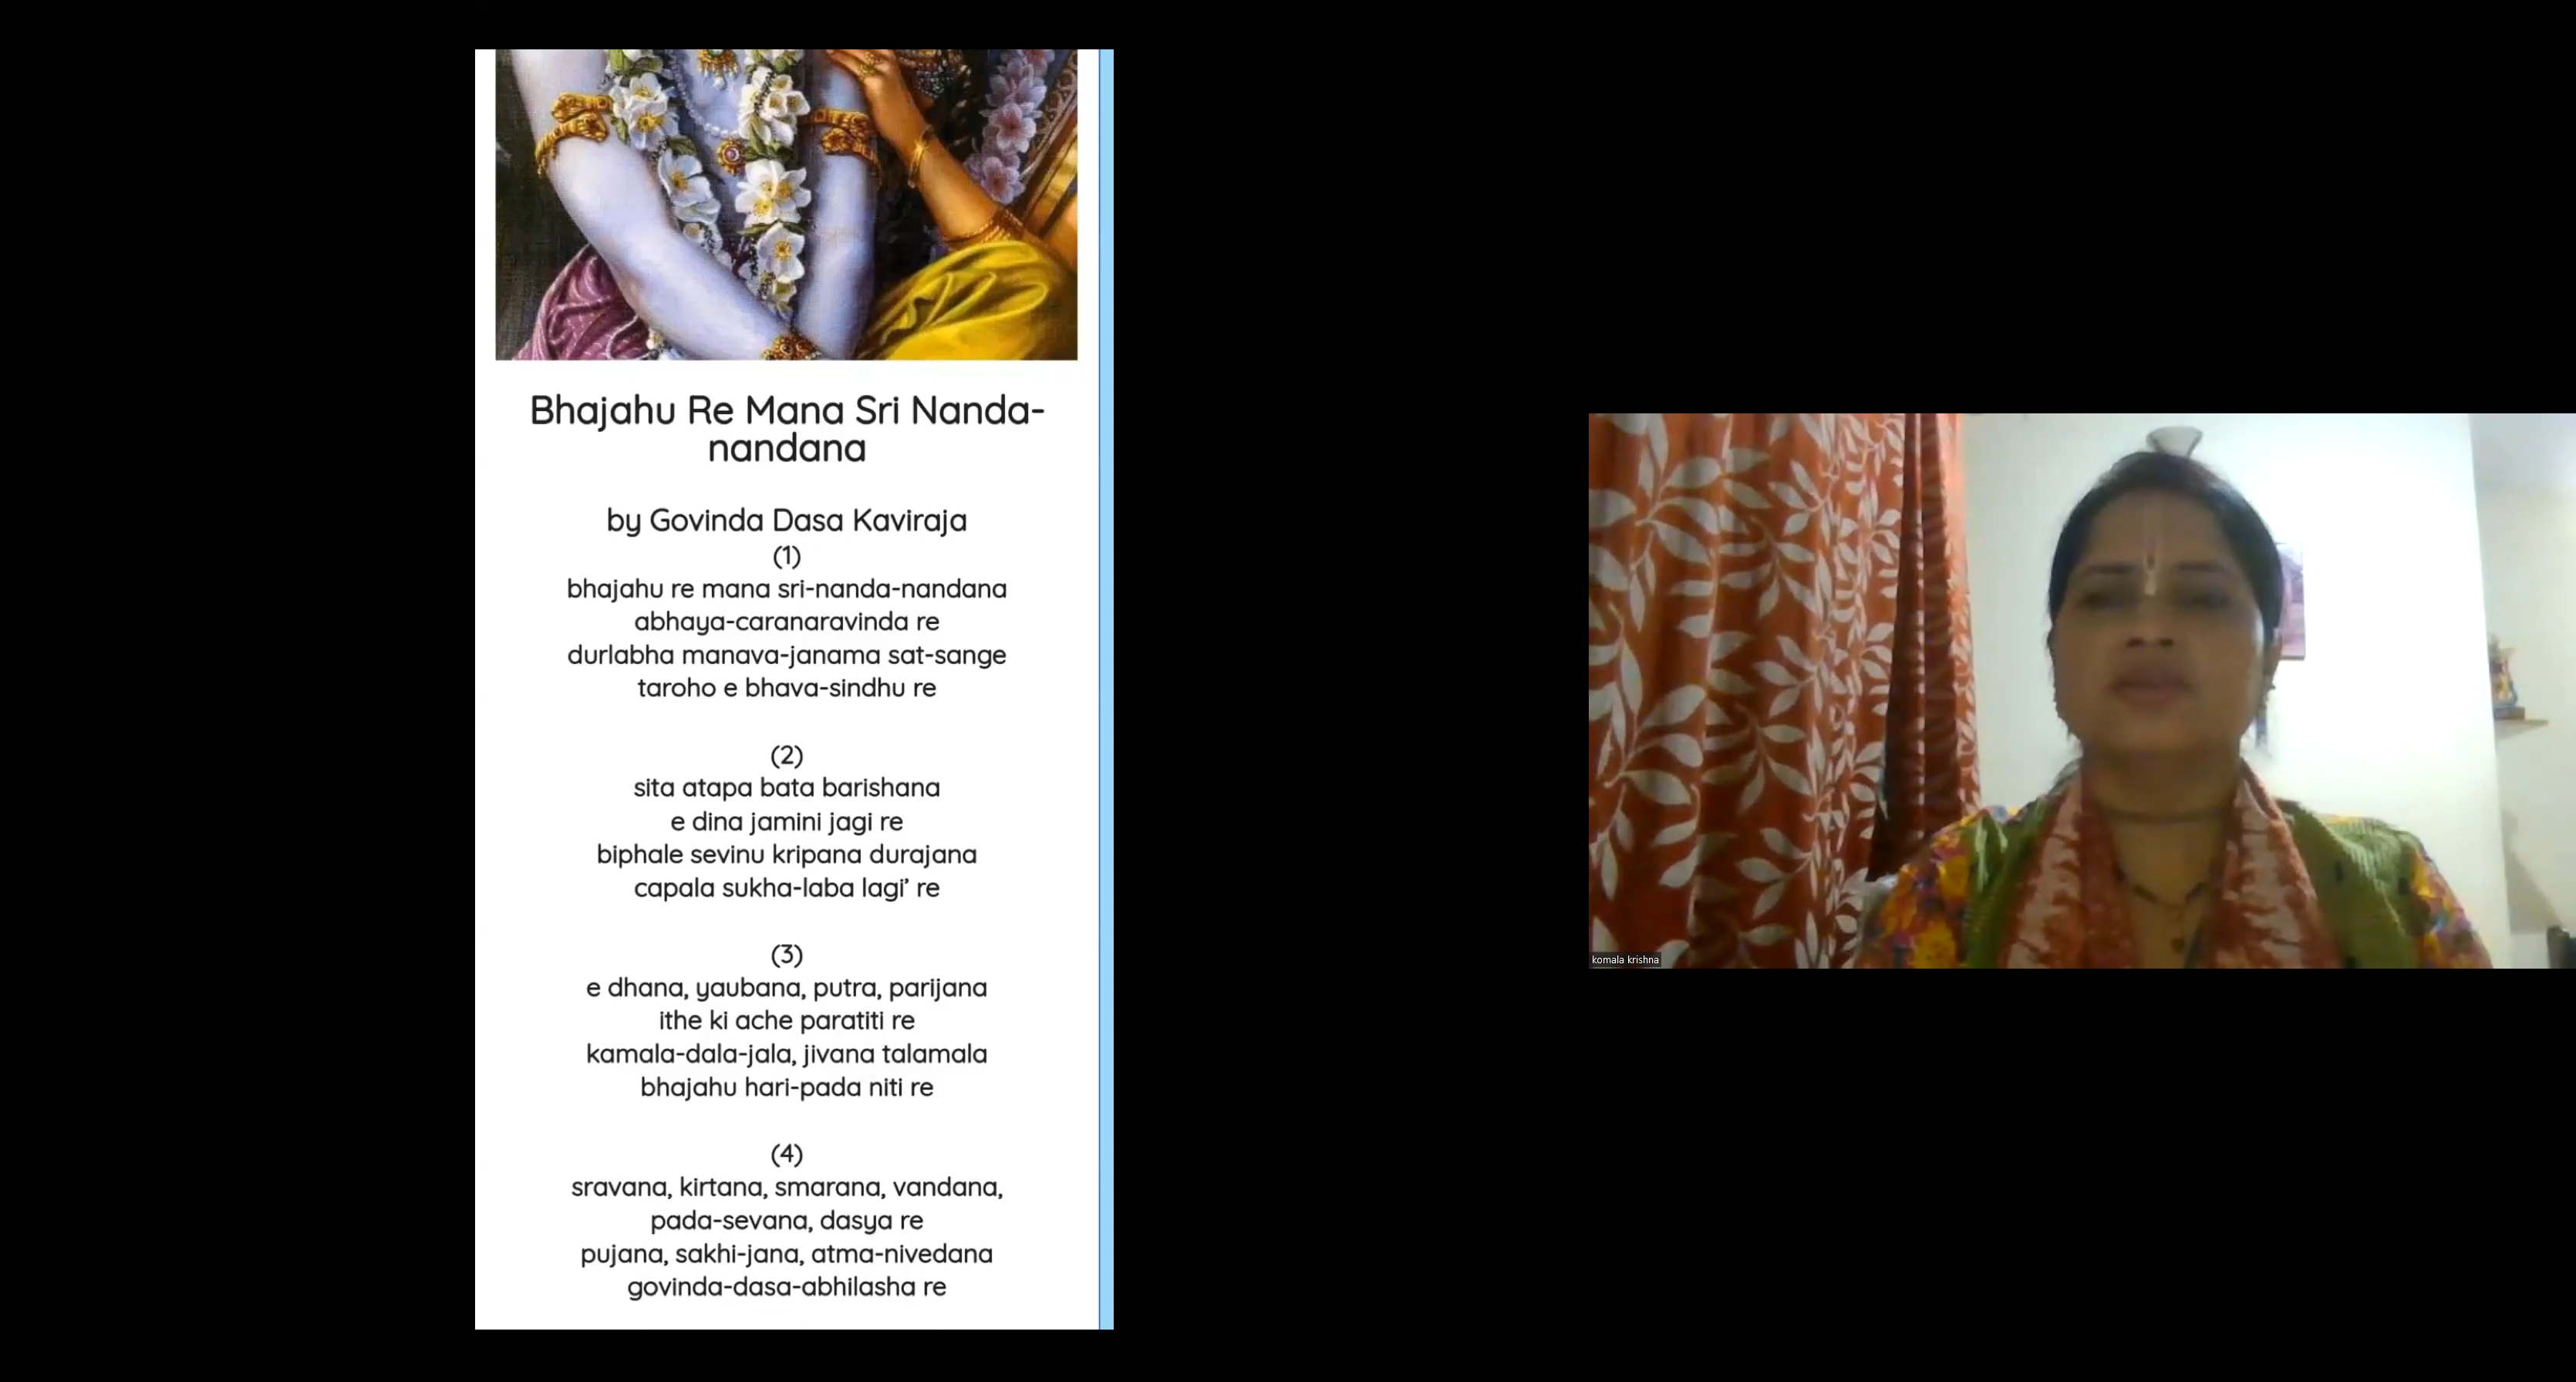 Bhajahu Re Mana Sri Nanda-
nandana
by Govinda Dasa Kaviraja
(1)
bhajahu re mana sri-nanda-nandana
abhaya-caranaravinda re
durlabha manava-janama sat-sange
taroho e bhava-sindhu re
(2)
sita atapa bata barishana
e dina jamini jagi re
biphale sevinu kripana durajana
capala sukha-laba lagi’ re
(3)
e dhana, yaubana, putra, parijana
ithe ki ache paratiti re
kamala-dala-jala, jivana talamala
bhajahu hari-pada niti re
(4)
sravana, kirtana, smarana, vandana,
pada-sevana, dasya re
pujana, sakhi-jana, atma-nivedana
govinda-dasa-abhilasha re
komala krishna